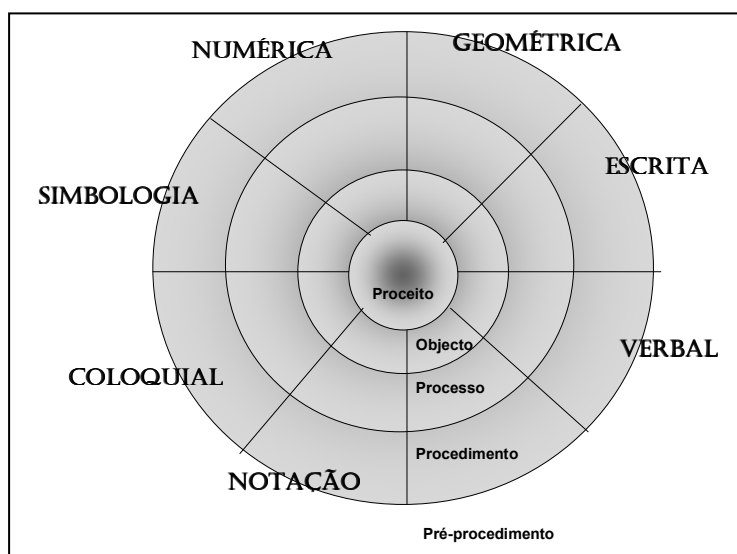 NUMÉRICA
GEOMÉTRICA
ESCRITA
SIMBOLOGIA
Proceito
Objecto
VERBAL
COLOQUIAL
Processo
Procedimento
NOTAÇÃO
Pré-procedimento